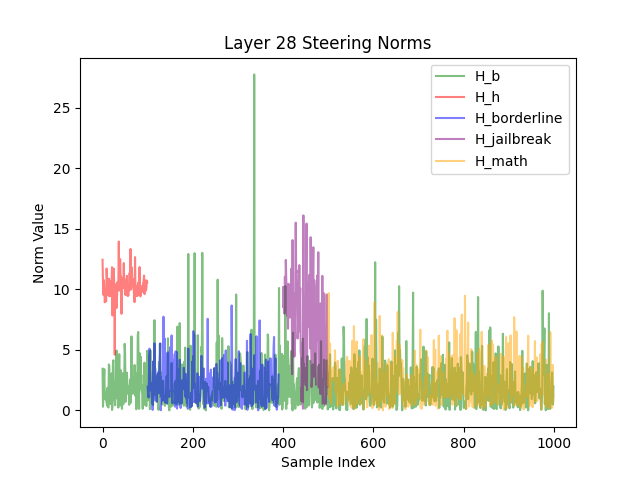 Layer 28 Steering Norms
Norm Value
25
20
15
10
5
0
H_b
H_h
H_borderline
H_jailbreak
H_math
0 200 400 600 800 1000
Sample Index